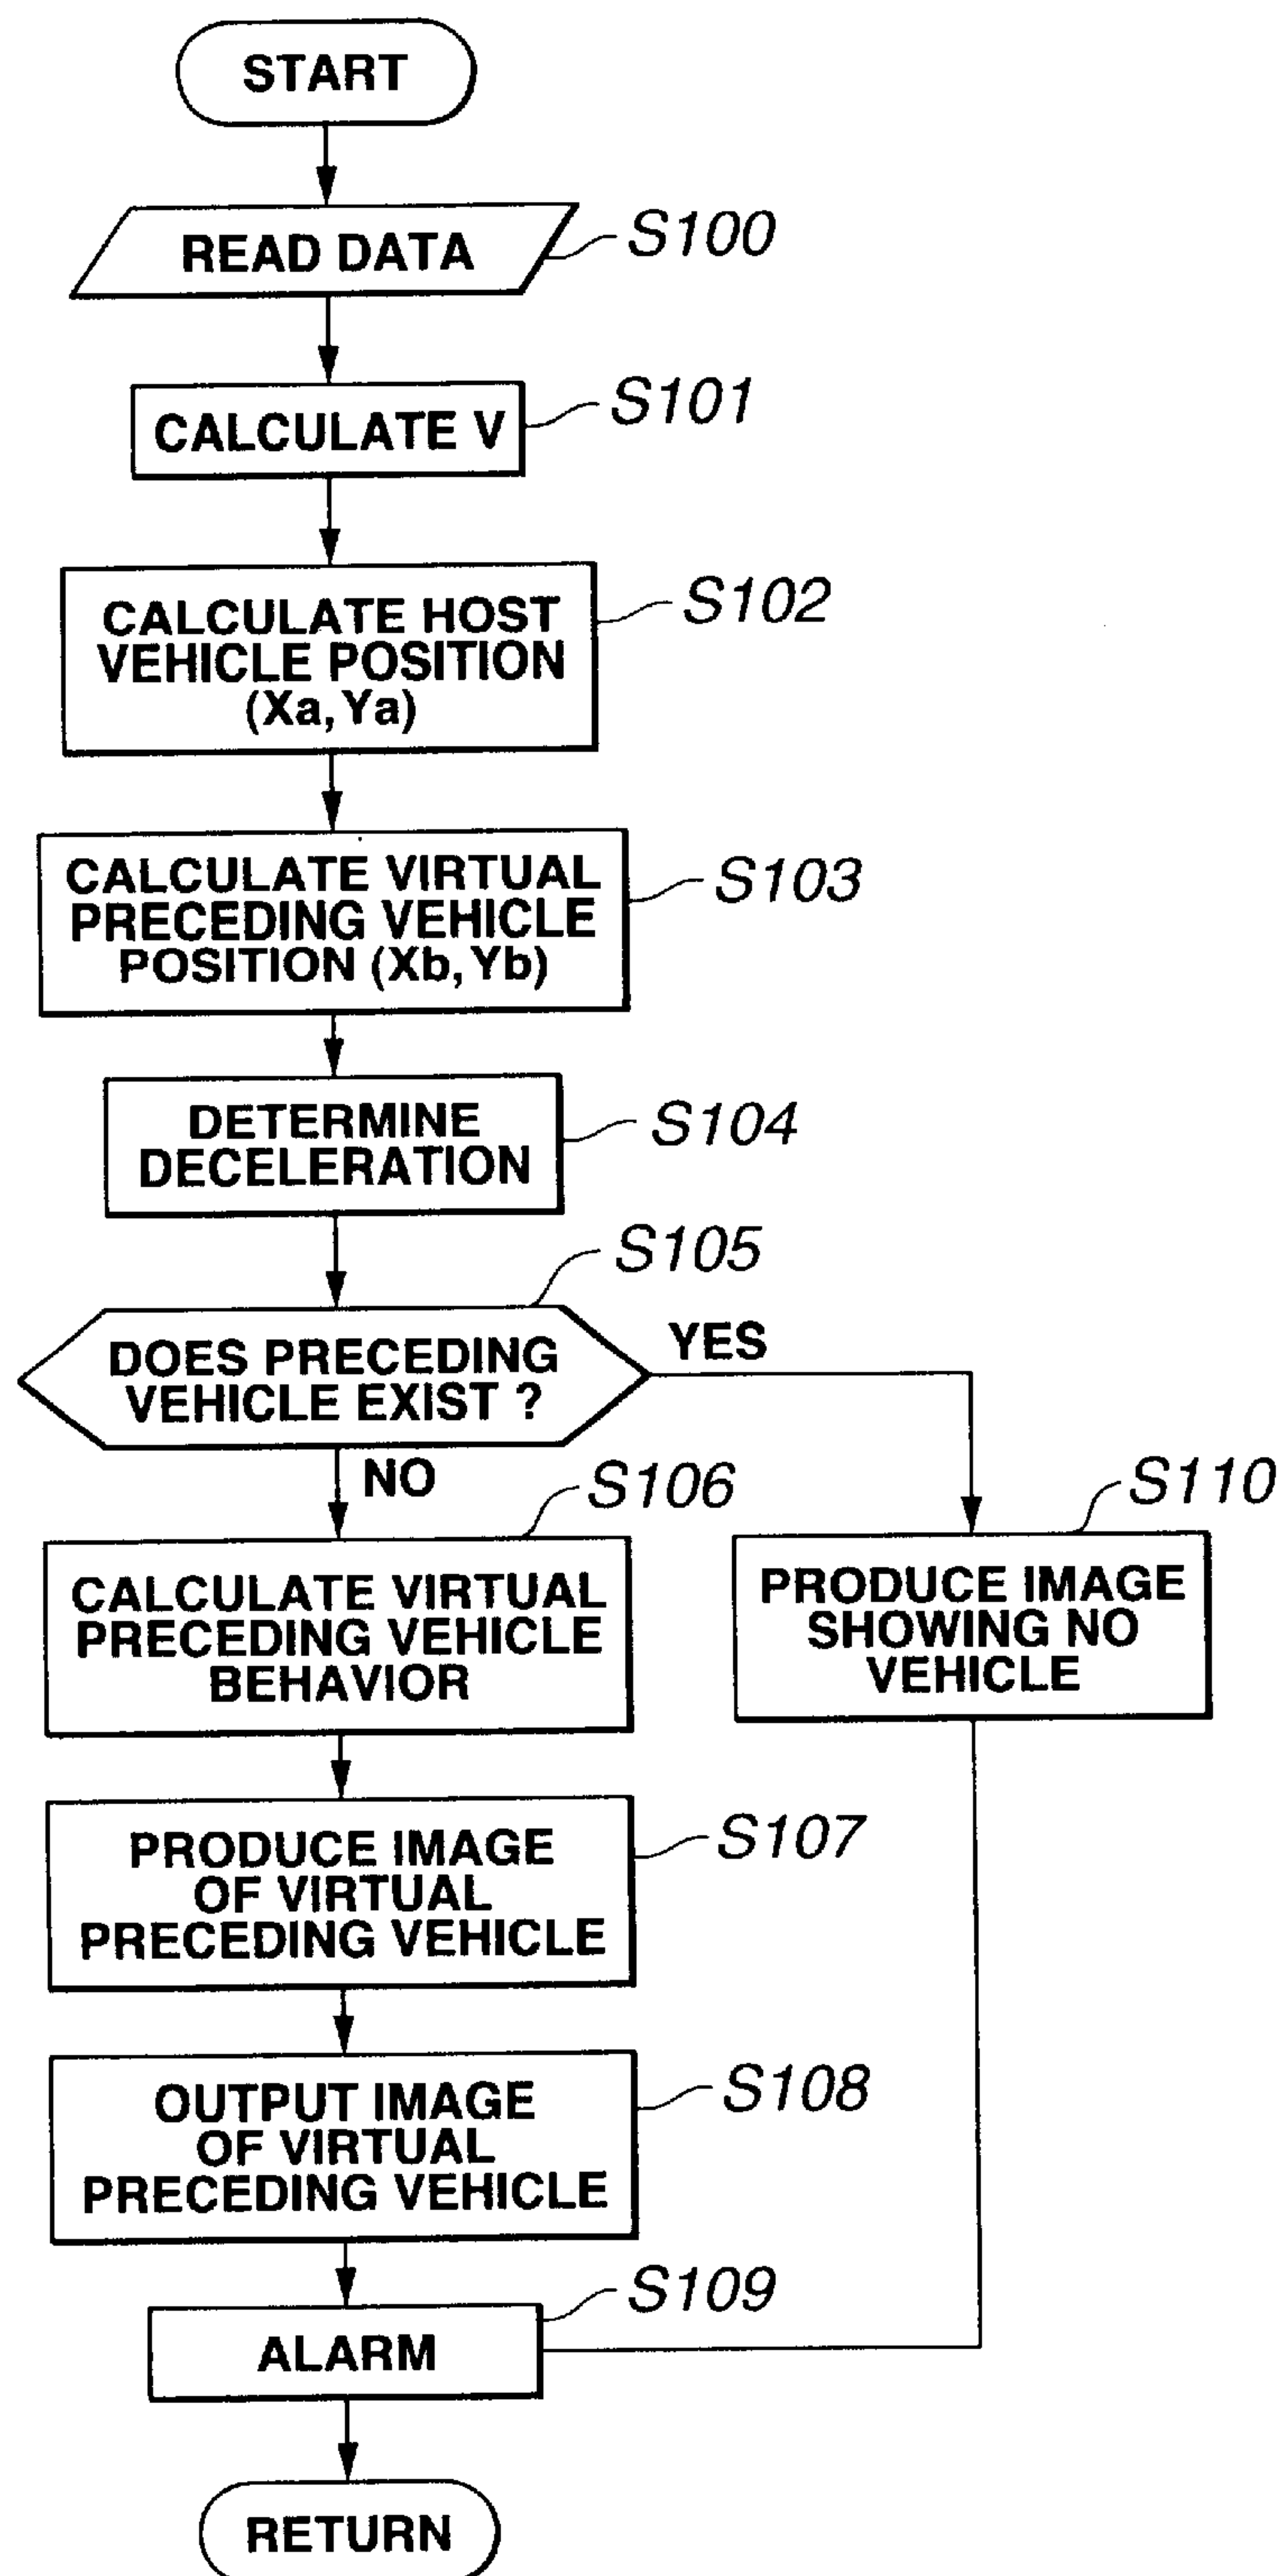 START
READ DATA
S100
CALCULATE V
S101
CALCULATE HOST
VEHICLE POSITION
(Xa, Ya)
S102
CALCULATE VIRTUAL
PRECEDING VEHICLE
POSITION (Xb, Yb)
S103
DETERMINE
DECELERATION
S104
S105
DOES PRECEDING
VEHICLE EXIST ?
YES
NO
S106
CALCULATE VIRTUAL
PRECEDING VEHICLE
BEHAVIOR
S110
PRODUCE IMAGE
SHOWING NO
VEHICLE
PRODUCE IMAGE
OF VIRTUAL
PRECEDING VEHICLE
S107
OUTPUT IMAGE
OF VIRTUAL
PRECEDING VEHICLE
S108
S109
ALARM
RETURN